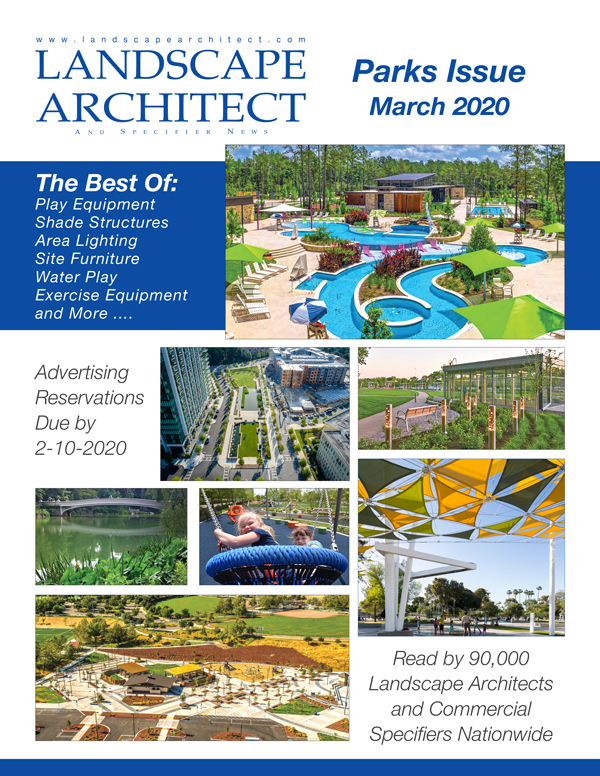 www.landscapearchitect.com
LANDSCAPE
ARCHITECT
AND SPECIFIER NEWS
Parks Issue
March 2020
The Best Of:
Play Equipment
Shade Structures
Area Lighting
Site Furniture
Water Play
Exercise Equipment
and More ....
Advertising
Reservations
Due by
2-10-2020
Read by 90,000
Landscape Architects
and Commercial
Specifiers Nationwide